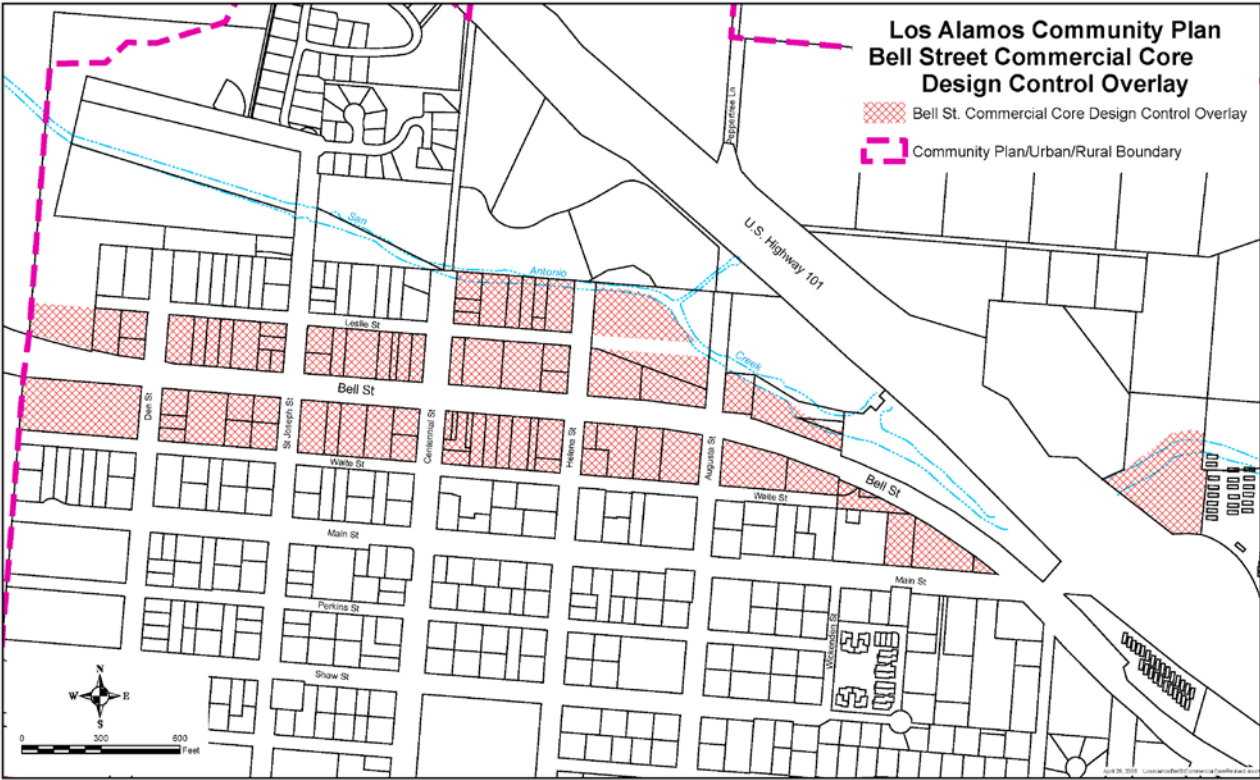 Los Alamos Community Plan
Bell Street Commercial Core
Design Control Overlay
Bell St. Commercial Core Design Control Overlay
Community Plan/Urban/Rural Boundary
Peppertree Ln
U.S. Highway 101
San
Antonio
Creek
Leslie St
Bell St
Den St
St Joseph St
Centennial St
Helena St
Augusta St
Waite St
Waite St
Bell St
Main St
Main St
Perkins St
Wickenden St
Shaw St
N
W
E
S
0
300
600
Feet